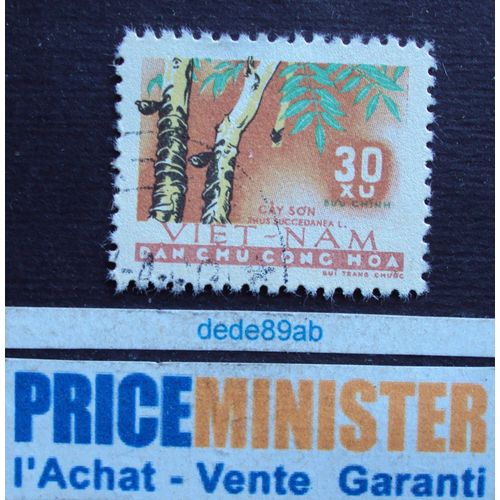 30
XU
BƯU CHÍNH
CÂY SƠN
RHUS SUCCEDANEA L.
VIỆT-NAM
DÂN CHỦ CỘNG HÒA
BUI TRANG CHƯỚC
dede89ab
PRICEMINISTER
l'Achat - Vente Garanti